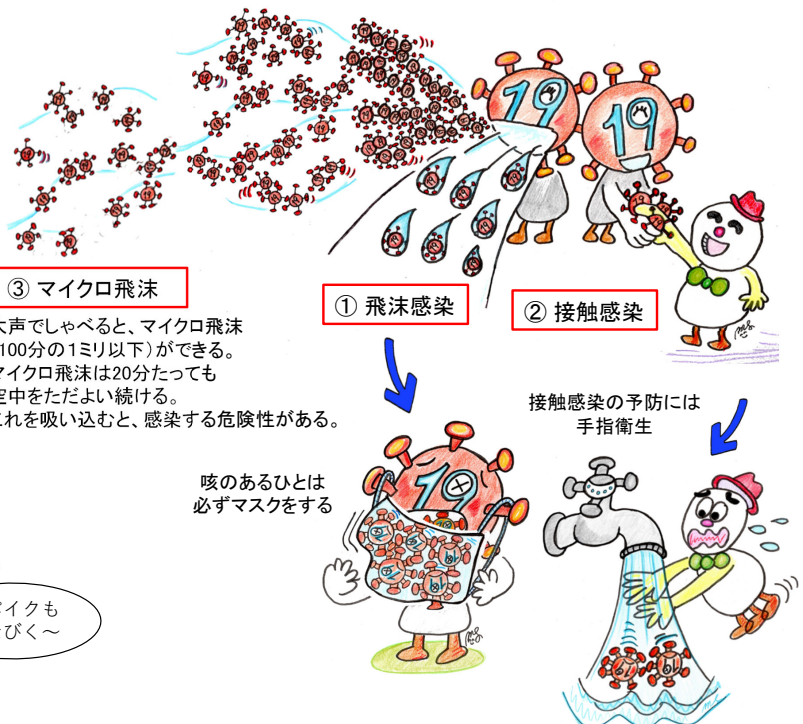 19
19
③ マイクロ飛沫
① 飛沫感染
② 接触感染
大声でしゃべると、マイクロ飛沫
100分の1ミリ以下)ができる。
マイクロ飛沫は20分たっても
空中をただよい続ける。
これを吸い込むと、感染する危険性がある。
接触感染の予防には
手指衛生
咳のあるひとは
必ずマスクをする
19
パイクも
びく~